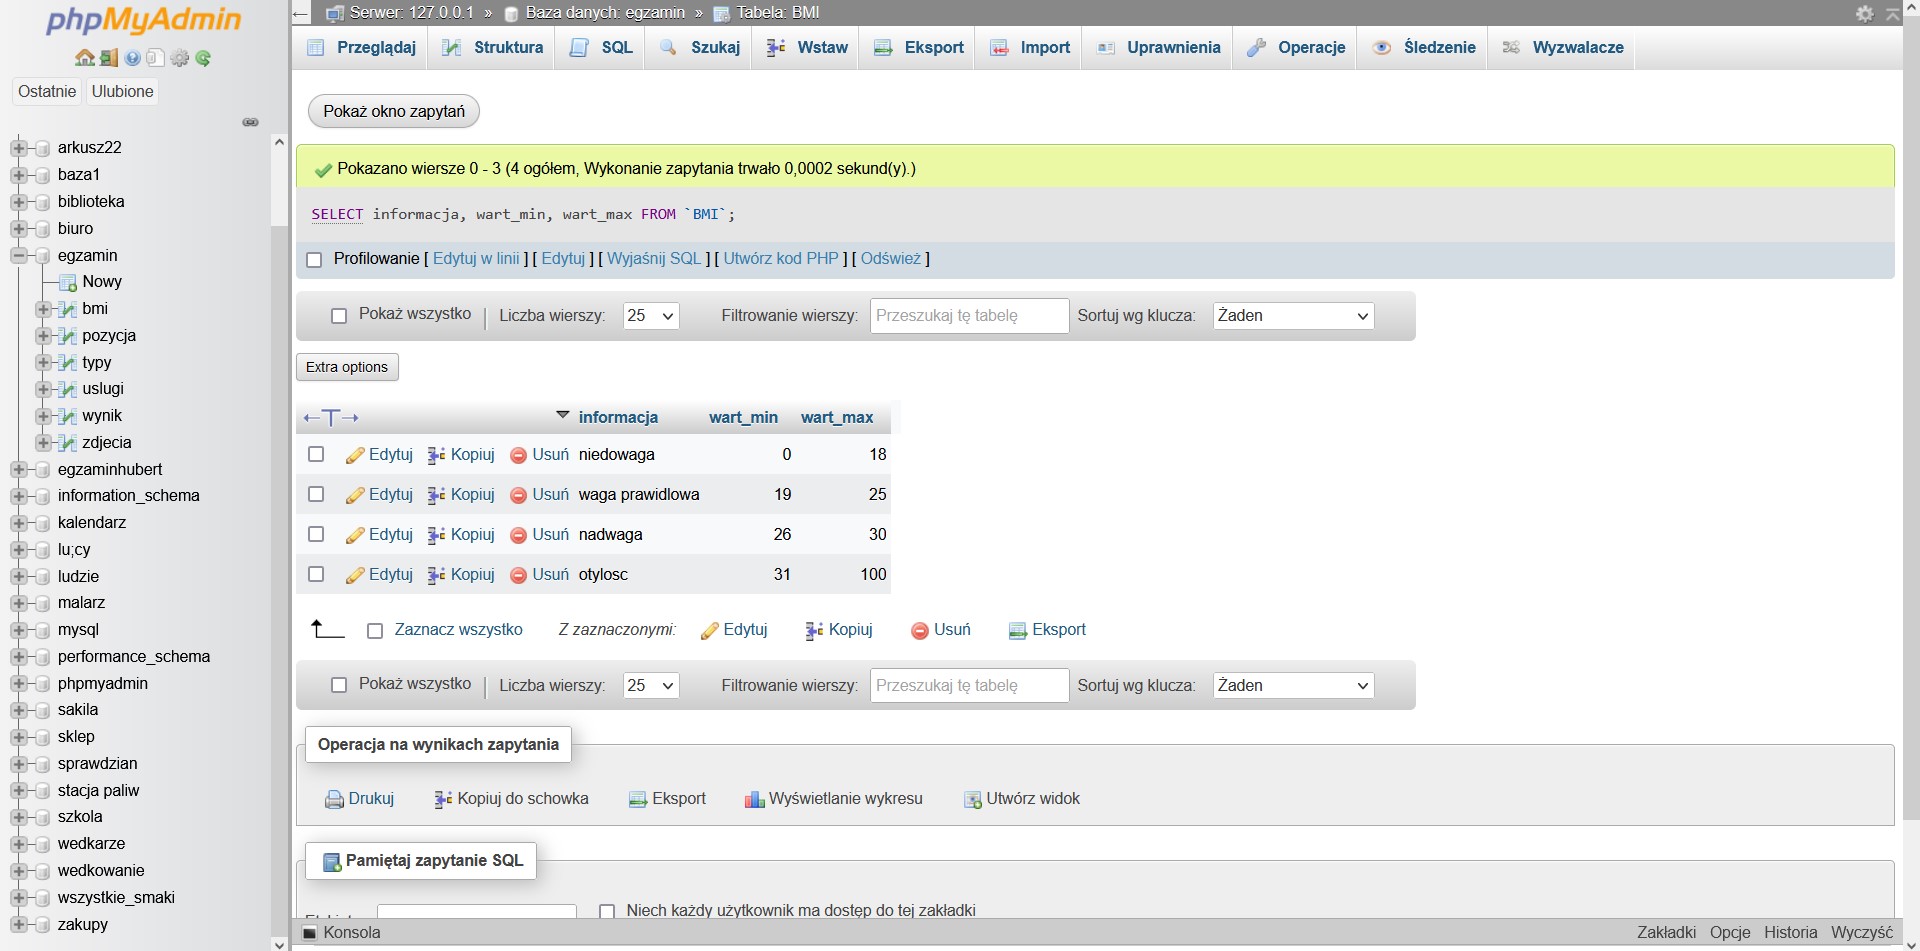 phpMyAdmin
Ostatnie Ulubione
arkusz22
baza1
biblioteka
biuro
egzamin
Nowy
bmi
pozycja
typy
uslugi
wynik
zdjecia
egzaminhubert
information_schema
kalendarz
lu;cy
ludzie
malarz
mysql
performance_schema
phpmyadmin
sakila
sklep
sprawdzian
stacja paliw
szkola
wedkarze
wedkowanie
wszystkie_smaki
zakupy
Serwer: 127.0.0.1 » Baza danych: egzamin » Tabela: BMI
Przeglądaj Struktura SQL Szukaj Wstaw Eksport Import Uprawnienia Operacje Śledzenie Wyzwalacze
Pokaż okno zapytań
Pokazano wiersze 0 - 3 (4 ogółem, Wykonanie zapytania trwało 0,0002 sekund(y).)
SELECT informacja, wart_min, wart_max FROM `BMI`;
Profilowanie [ Edytuj w linii ] [ Edytuj ] [ Wyjaśnij SQL ] [ Utwórz kod PHP ] [ Odśwież ]
Pokaż wszystko | Liczba wierszy: 25 Filtrowanie wierszy: Przeszukaj tę tabelę Sortuj wg klucza: Żaden
Extra options
←T→ informacja wart_min wart_max
Edytuj Kopiuj Usuń niedowaga 0 18
Edytuj Kopiuj Usuń waga prawidlowa 19 25
Edytuj Kopiuj Usuń nadwaga 26 30
Edytuj Kopiuj Usuń otylosc 31 100
Zaznacz wszystko Z zaznaczonymi: Edytuj Kopiuj Usuń Eksport
Pokaż wszystko | Liczba wierszy: 25 Filtrowanie wierszy: Przeszukaj tę tabelę Sortuj wg klucza: Żaden
Operacja na wynikach zapytania
Drukuj Kopiuj do schowka Eksport Wyświetlanie wykresu Utwórz widok
Pamiętaj zapytanie SQL
Niech każdy użytkownik ma dostęp do tej zakładki
Konsola Zakładki Opcje Historia Wyczyść